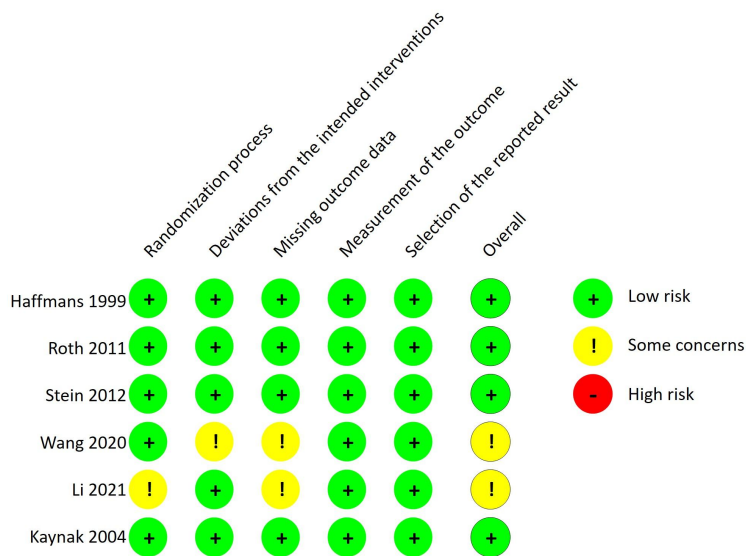 Randomization process
Deviations from the intended interventions
Missing outcome data
Measurement of the outcome
Selection of the reported result
Overall
Haffmans 1999 + + + + + + + Low risk
Roth 2011 + + + + + + ! Some concerns
Stein 2012 + + + + + + - High risk
Wang 2020 + ! ! + + !
Li 2021 ! + ! + + !
Kaynak 2004 + + + + + +